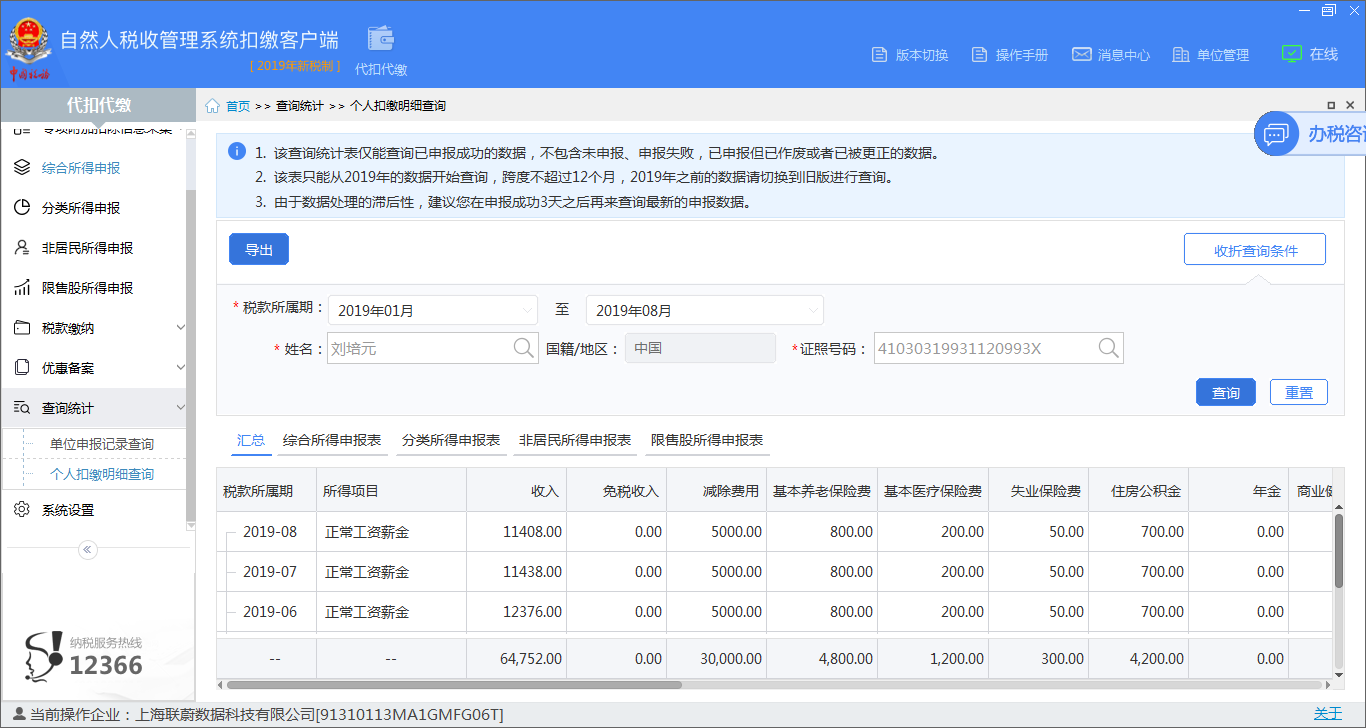 自然人税收管理系统扣缴客户端
[ 2019年新税制 ]
代扣代缴
版本切换 操作手册 消息中心 单位管理 在线
代扣代缴
首页 >> 查询统计 >> 个人扣缴明细查询
办税咨
专项附加扣除信息采集
综合所得申报
分类所得申报
非居民所得申报
限售股所得申报
税款缴纳
优惠备案
查询统计
单位申报记录查询
个人扣缴明细查询
系统设置
纳税服务热线
12366
1. 该查询统计表仅能查询已申报成功的数据，不包含未申报、申报失败，已申报但已作废或者已被更正的数据。
2. 该表只能从2019年的数据开始查询，跨度不超过12个月，2019年之前的数据请切换到旧版进行查询。
3. 由于数据处理的滞后性，建议您在申报成功3天之后再来查询最新的申报数据。
导出 收折查询条件
* 税款所属期： 2019年01月 至 2019年08月
* 姓名： 刘培元 国籍/地区： 中国 *证照号码： 41030319931120993X
查询 重置
汇总 综合所得申报表 分类所得申报表 非居民所得申报表 限售股所得申报表
税款所属期 所得项目 收入 免税收入 减除费用 基本养老保险费 基本医疗保险费 失业保险费 住房公积金 年金 商业
2019-08 正常工资薪金 11408.00 0.00 5000.00 800.00 200.00 50.00 700.00 0.00
2019-07 正常工资薪金 11438.00 0.00 5000.00 800.00 200.00 50.00 700.00 0.00
2019-06 正常工资薪金 12376.00 0.00 5000.00 800.00 200.00 50.00 700.00 0.00
-- -- 64,752.00 0.00 30,000.00 4,800.00 1,200.00 300.00 4,200.00 0.00
当前操作企业：上海联蔚数据科技有限公司[91310113MA1GMFG06T] 关于